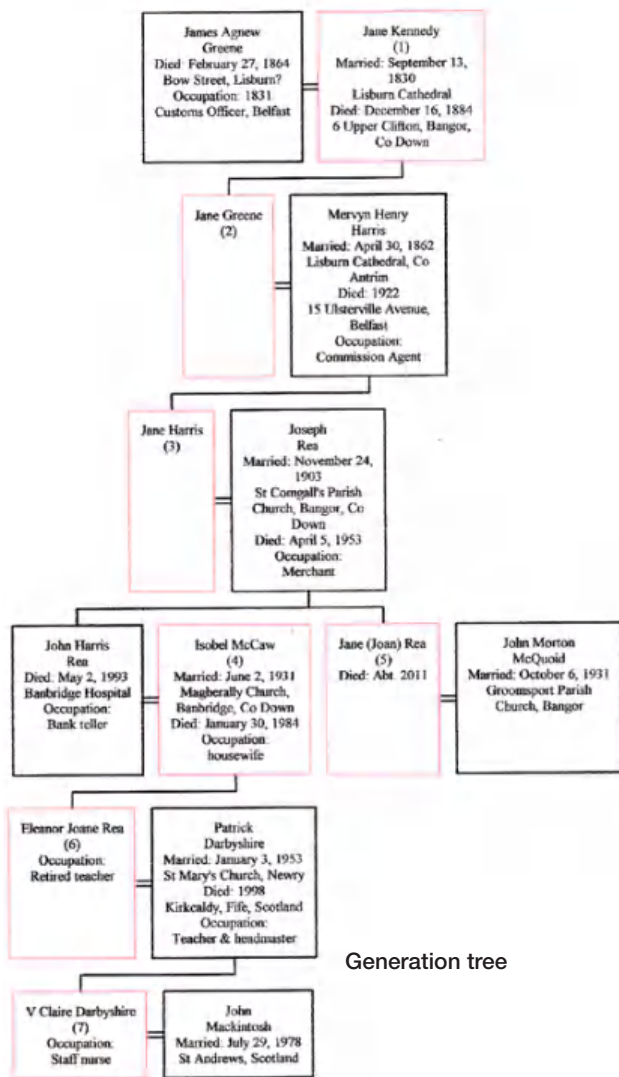 James Agnew
Greene
Died: February 27, 1864
Bow Street, Lisburn?
Occupation: 1831
Customs Officer, Belfast
Jane Kennedy
(1)
Married: September 13,
1830
Lisburn Cathedral
Died: December 16, 1884
6 Upper Clifton, Bangor,
Co Down
Jane Greene
(2)
Mervyn Henry
Harris
Married: April 30, 1862
Lisburn Cathedral, Co
Antrim
Died: 1922
15 Ulsterville Avenue,
Belfast
Occupation:
Commission Agent
Jane Harris
(3)
Joseph
Rea
Married: November 24,
1903
St Comgall's Parish
Church, Bangor, Co
Down
Died: April 5, 1953
Occupation:
Merchant
John Harris
Rea
Died: May 2, 1993
Banbridge Hospital
Occupation:
Bank teller
Isobel McCaw
(4)
Married: June 2, 1931
Magherally Church,
Banbridge, Co Down
Died: January 30, 1984
Occupation:
housewife
Jane (Joan) Rea
(5)
Died: Abt. 2011
John Morton
McQuoid
Married: October 6, 1931
Groomsport Parish
Church, Bangor
Eleanor Joane Rea
(6)
Occupation:
Retired teacher
Patrick
Darbyshire
Married: January 3, 1953
St Mary's Church, Newry
Died: 1998
Kirkcaldy, Fife, Scotland
Occupation:
Teacher & headmaster
Generation tree
V Claire Darbyshire
(7)
Occupation:
Staff nurse
John
Mackintosh
Married: July 29, 1978
St Andrews, Scotland